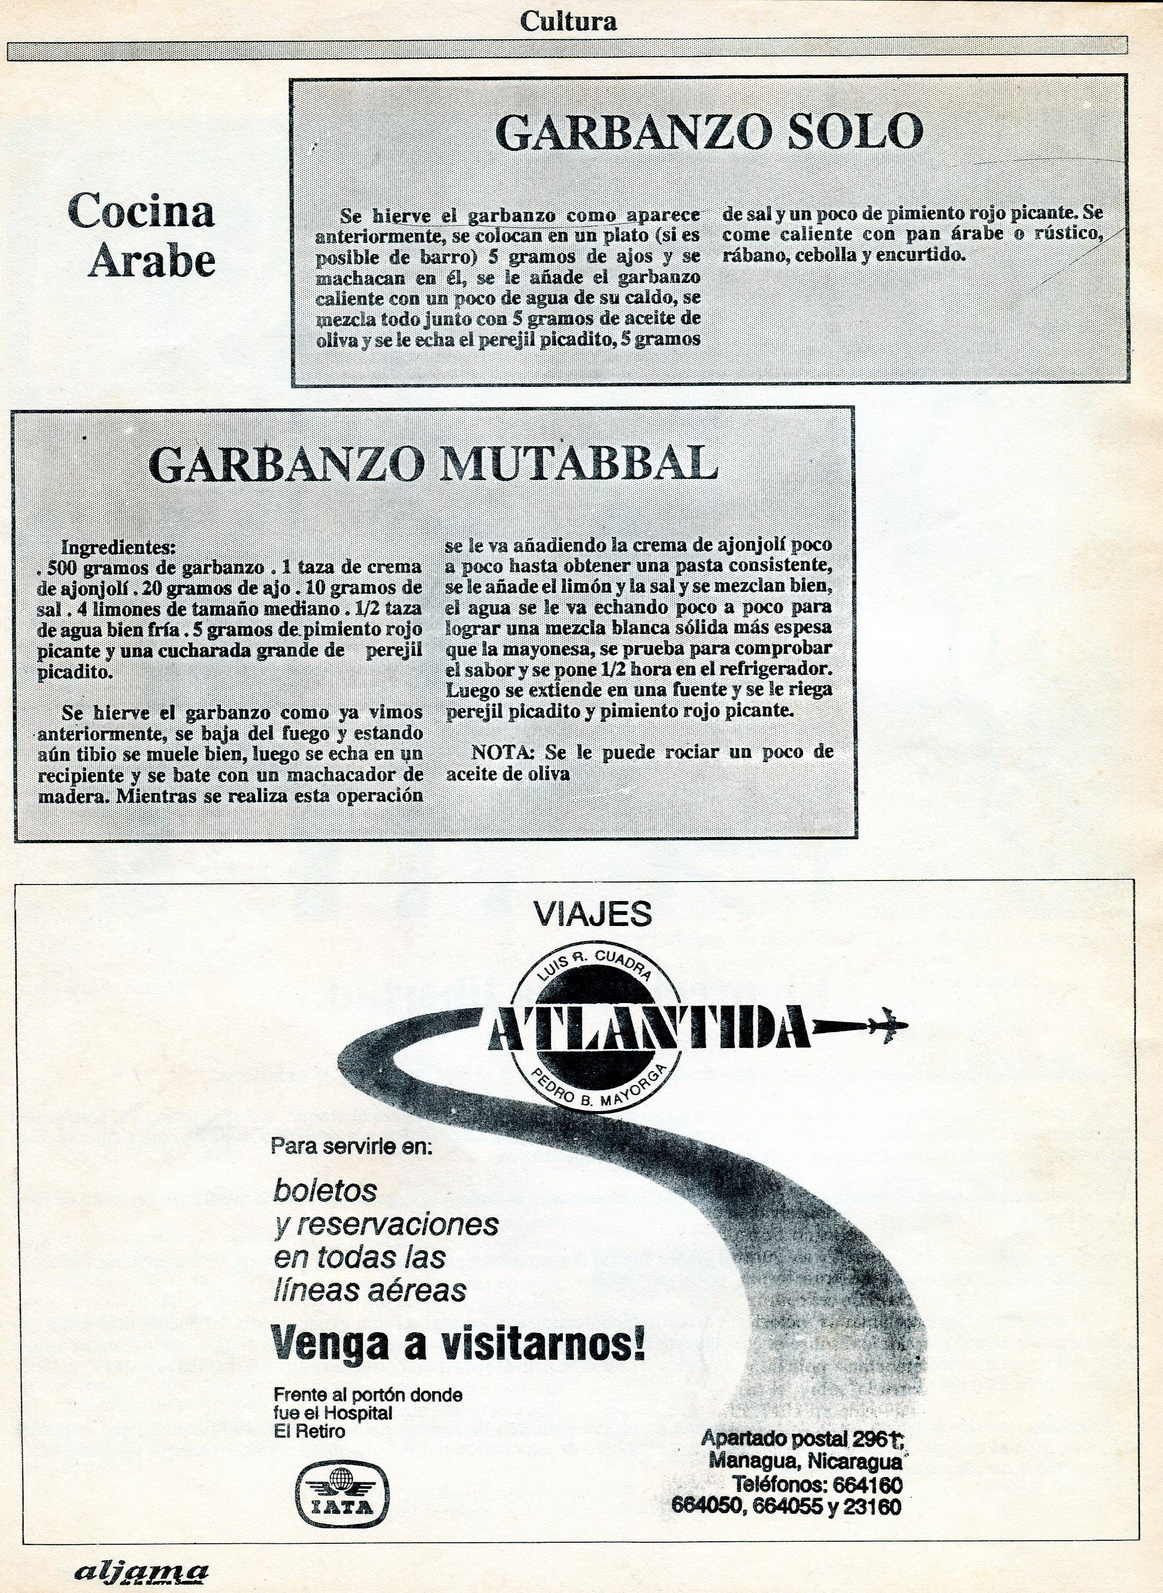 Cultura
Cocina
Arabe
GARBANZO SOLO
Se hierve el garbanzo como aparece
anteriormente, se colocan en un plato (si es
posible de barro) 5 gramos de ajos y se
machacan en él, se le añade el garbanzo
caliente con un poco de agua de su caldo, se
mezcla todo junto con 5 gramos de aceite de
oliva y se le echa el perejil picadito, 5 gramos
de sal y un poco de pimiento rojo picante. Se
come caliente con pan árabe o rústico,
rábano, cebolla y encurtido.
GARBANZO MUTABBAL
Ingredientes:
. 500 gramos de garbanzo . 1 taza de crema
de ajonjolí . 20 gramos de ajo . 10 gramos de
sal . 4 limones de tamaño mediano . 1/2 taza
de agua bien fría . 5 gramos de pimiento rojo
picante y una cucharada grande de perejil
picadito.
Se hierve el garbanzo como ya vimos
anteriormente, se baja del fuego y estando
aún tibio se muele bien, luego se echa en un
recipiente y se bate con un machacador de
madera. Mientras se realiza esta operación
se le va añadiendo la crema de ajonjolí poco
a poco hasta obtener una pasta consistente,
se le añade el limón y la sal y se mezclan bien,
el agua se le va echando poco a poco para
lograr una mezcla blanca sólida más espesa
que la mayonesa, se prueba para comprobar
el sabor y se pone 1/2 hora en el refrigerador.
Luego se extiende en una fuente y se le riega
perejil picadito y pimiento rojo picante.
NOTA: Se le puede rociar un poco de
aceite de oliva
VIAJES
LUIS R. CUADRA
ATLANTIDA
PEDRO B. MAYORGA
Para servirle en:
boletos
y reservaciones
en todas las
líneas aéreas
Venga a visitarnos!
Frente al portón donde
fue el Hospital
El Retiro
IATA
Apartado postal 2961;
Managua, Nicaragua
Teléfonos: 664160
664050, 664055 y 23160
aljama
de la tierra Santa